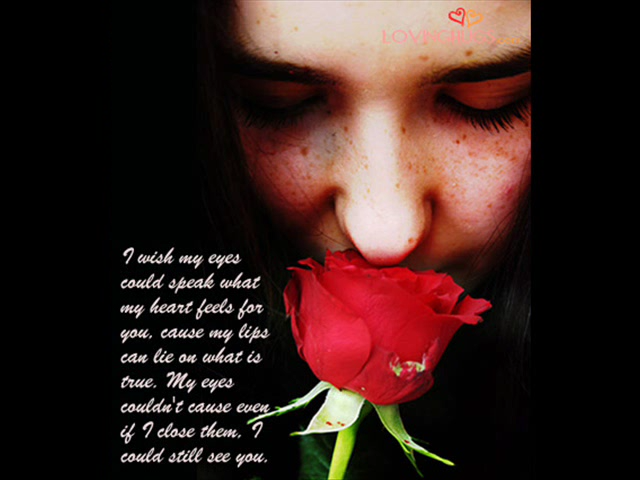 I wish my eyes
could speak what
my heart feels for
you, cause my lips
can lie on what is
true. My eyes
couldn't cause even
if I close them, I
could still see you.